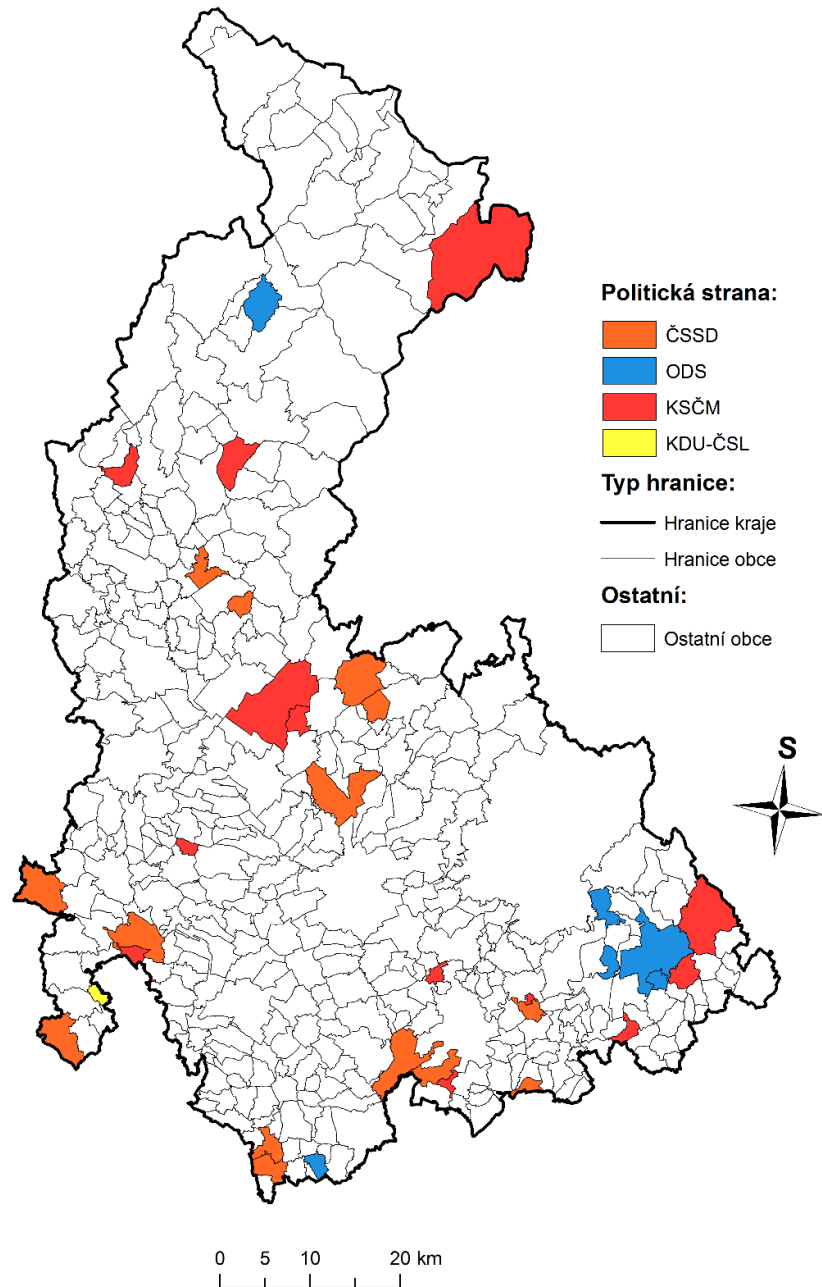 Politická strana:
ČSSD
ODS
KSČM
KDU-ČSL
Typ hranice:
Hranice kraje
Hranice obce
Ostatní:
Ostatní obce
S
0 5 10 20 km